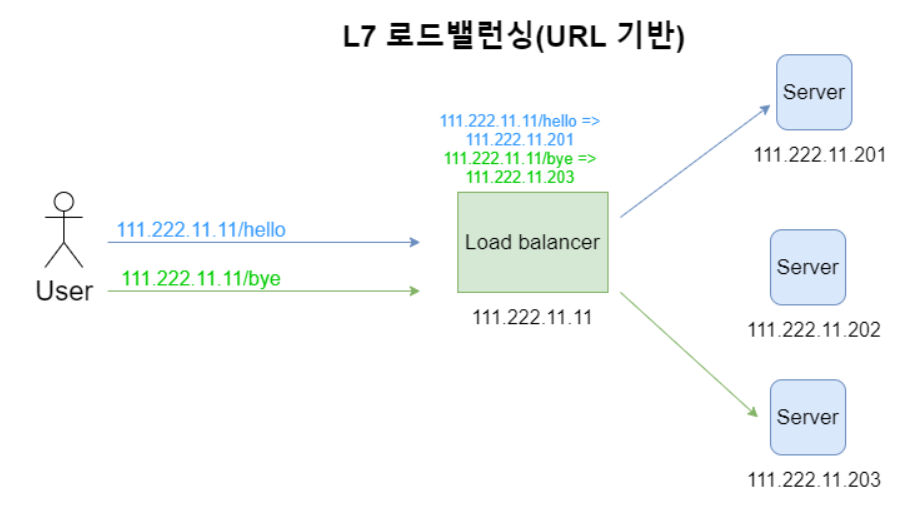 L7 로드밸런싱(URL 기반)
Server
111.222.11.201
111.222.11.11/hello =>
111.222.11.201
111.222.11.11/bye =>
111.222.11.203
111.222.11.11/hello
111.222.11.11/bye
User
Load balancer
111.222.11.11
Server
111.222.11.202
Server
111.222.11.203